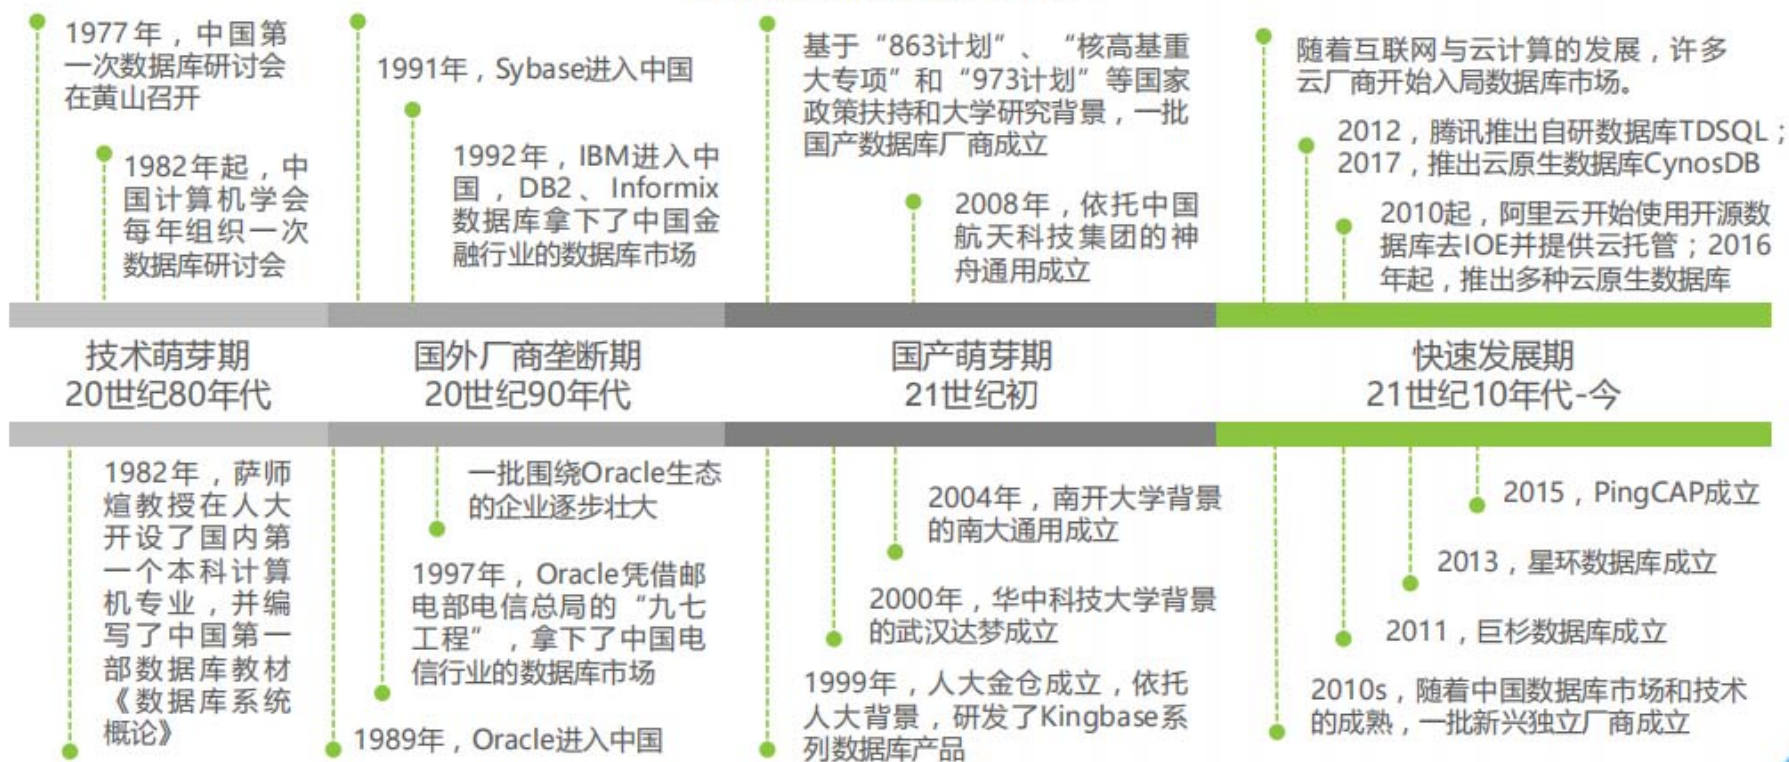 1977年，中国第
一次数据库研讨会
在黄山召开
1982年起，中
国计算机学会
每年组织一次
数据库研讨会
1991年，Sybase进入中国
1992年，IBM进入中
国，DB2、Informix
数据库拿下了中国金
融行业的数据库市场
基于“863计划”、“核高基重
大专项”和“973计划”等国家
政策扶持和大学研究背景，一批
国产数据库厂商成立
2008年，依托中国
航天科技集团的神
舟通用成立
随着互联网与云计算的发展，许多
云厂商开始入局数据库市场。
2012，腾讯推出自研数据库TDSQL；
2017，推出云原生数据库CynosDB
2010起，阿里云开始使用开源数
据库去IOE并提供云托管；2016
年起，推出多种云原生数据库
技术萌芽期
20世纪80年代
国外厂商垄断期
20世纪90年代
国产萌芽期
21世纪初
快速发展期
21世纪10年代-今
1982年，萨师
煊教授在人大
开设了国内第
一个本科计算
机专业，并编
写了中国第一
部数据库教材
《数据库系统
概论》
一批围绕Oracle生态
的企业逐步壮大
1997年，Oracle凭借邮
电部电信总局的“九七
工程”，拿下了中国电
信行业的数据库市场
1989年，Oracle进入中国
2004年，南开大学背景
的南大通用成立
2000年，华中科技大学背景
的武汉达梦成立
1999年，人大金仓成立，依托
人大背景，研发了Kingbase系
列数据库产品
2015，PingCAP成立
2013，星环数据库成立
2011，巨杉数据库成立
2010s，随着中国数据库市场和技术
的成熟，一批新兴独立厂商成立